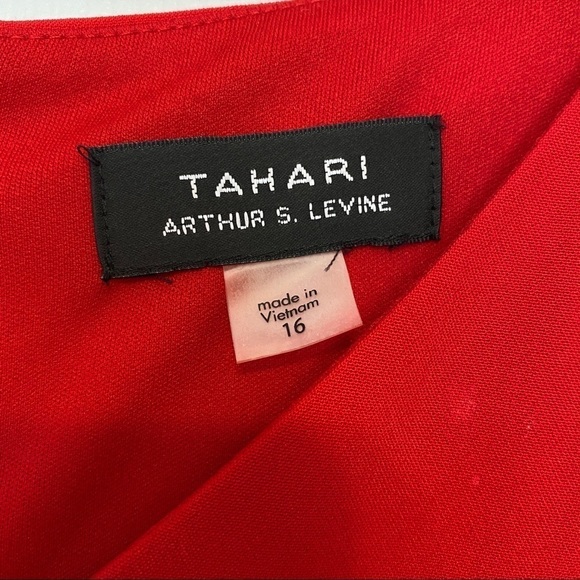 TAHARI
ARTHUR S. LEVINE
made in
Vietnam
16